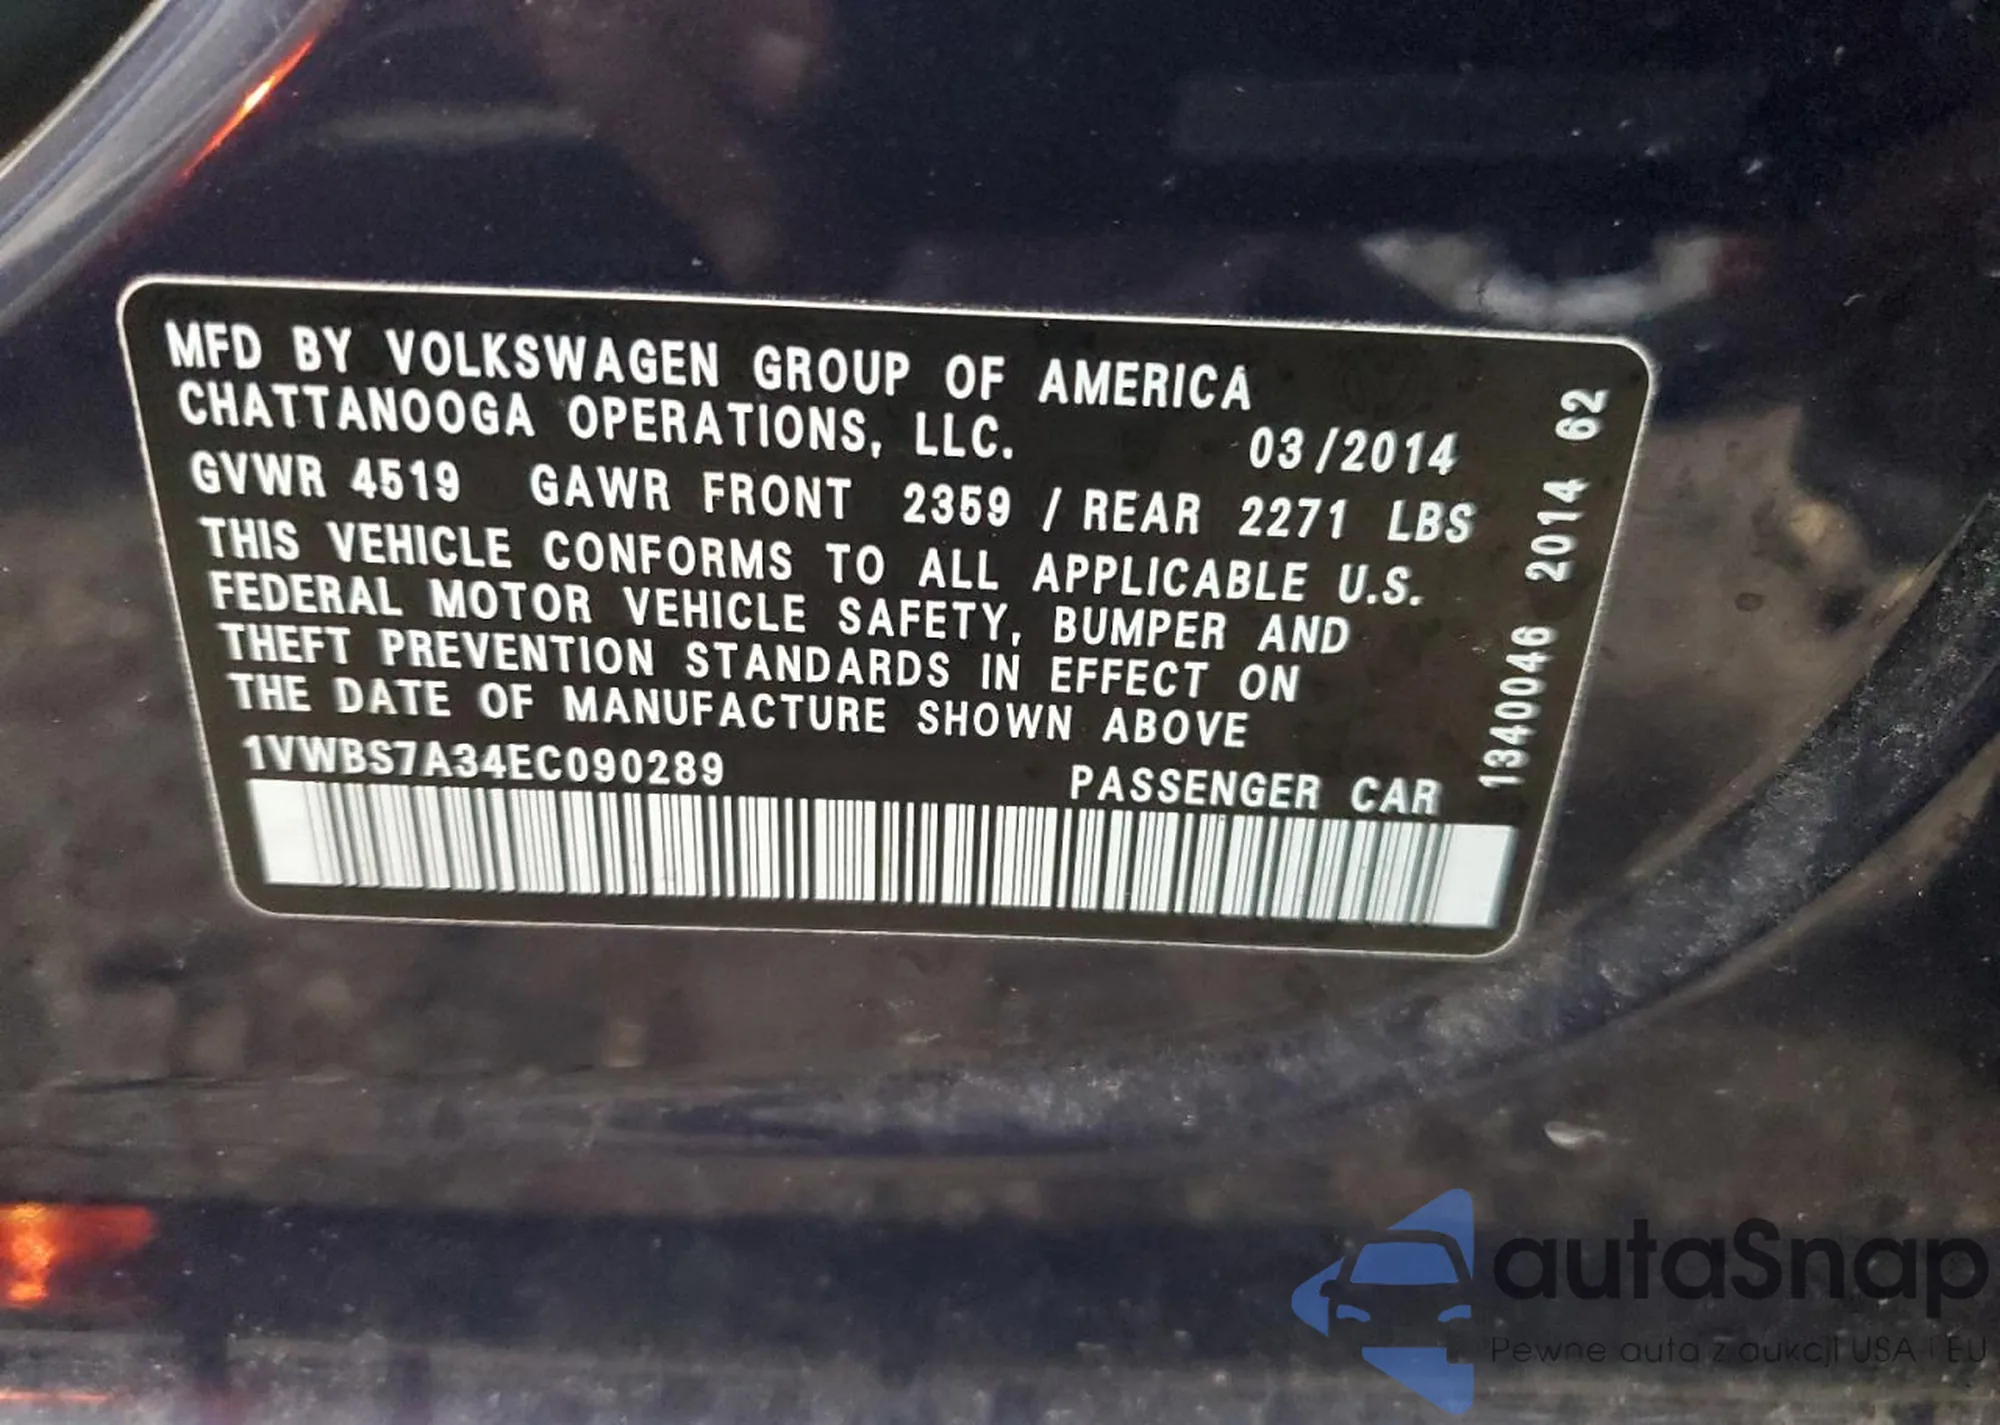 MFD BY VOLKSWAGEN GROUP OF AMERICA
CHATTANOOGA OPERATIONS, LLC.
03/2014
GVWR 4519 GAWR FRONT 2359 / REAR 2271 LBS
THIS VEHICLE CONFORMS TO ALL APPLICABLE U.S.
FEDERAL MOTOR VEHICLE SAFETY, BUMPER AND
THEFT PREVENTION STANDARDS IN EFFECT ON
THE DATE OF MANUFACTURE SHOWN ABOVE
1VWBS7A34EC090289
PASSENGER CAR
1340046 2014 62
autaSnap
Pewne auta z aukcji USA i EU